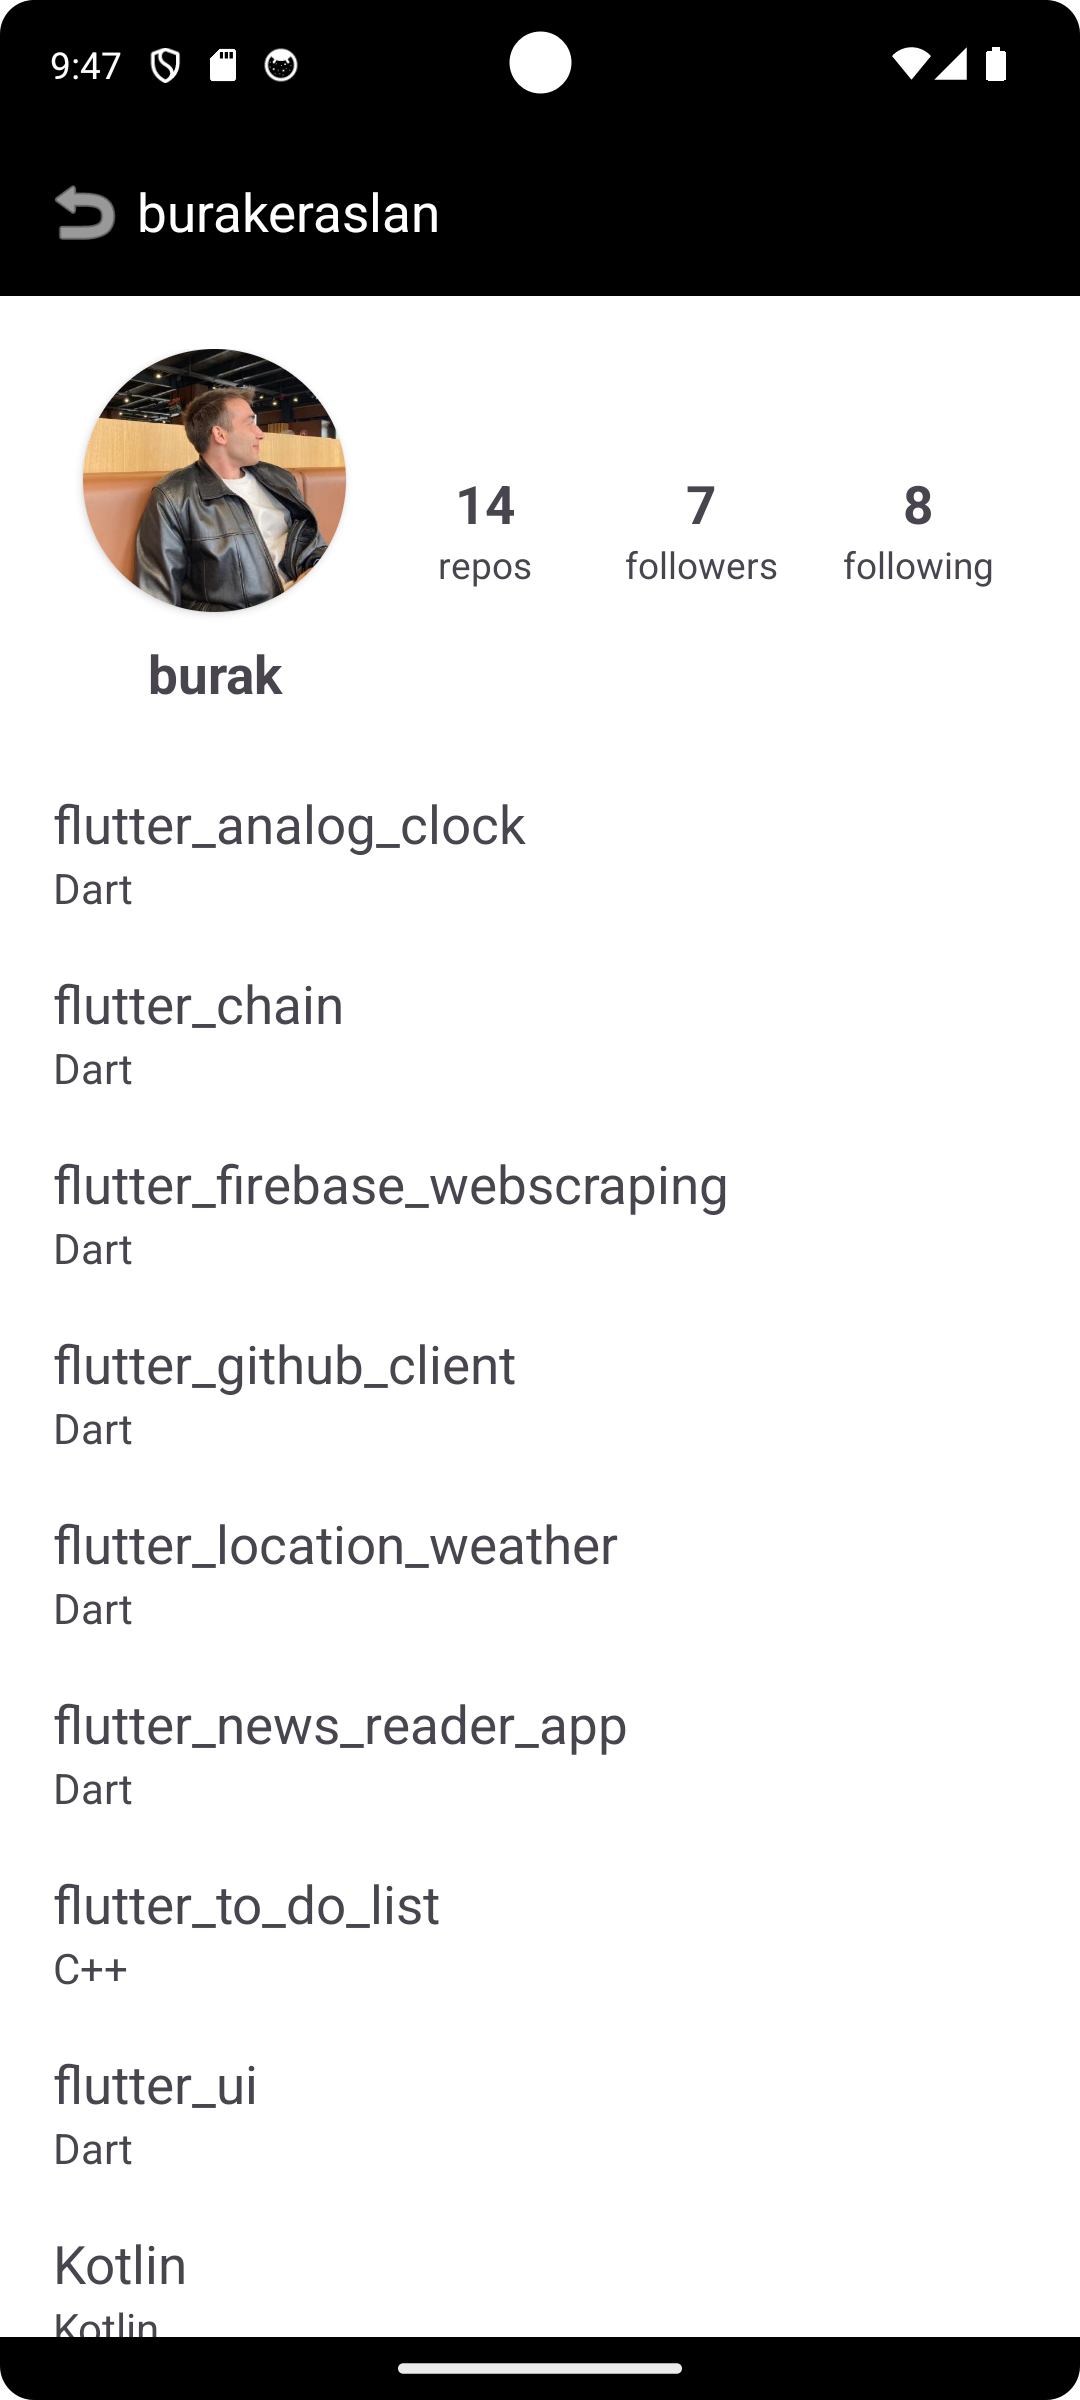 9:47
burakeraslan
14 7 8
repos followers following
burak
flutter_analog_clock
Dart
flutter_chain
Dart
flutter_firebase_webscraping
Dart
flutter_github_client
Dart
flutter_location_weather
Dart
flutter_news_reader_app
Dart
flutter_to_do_list
C++
flutter_ui
Dart
Kotlin
Kotlin